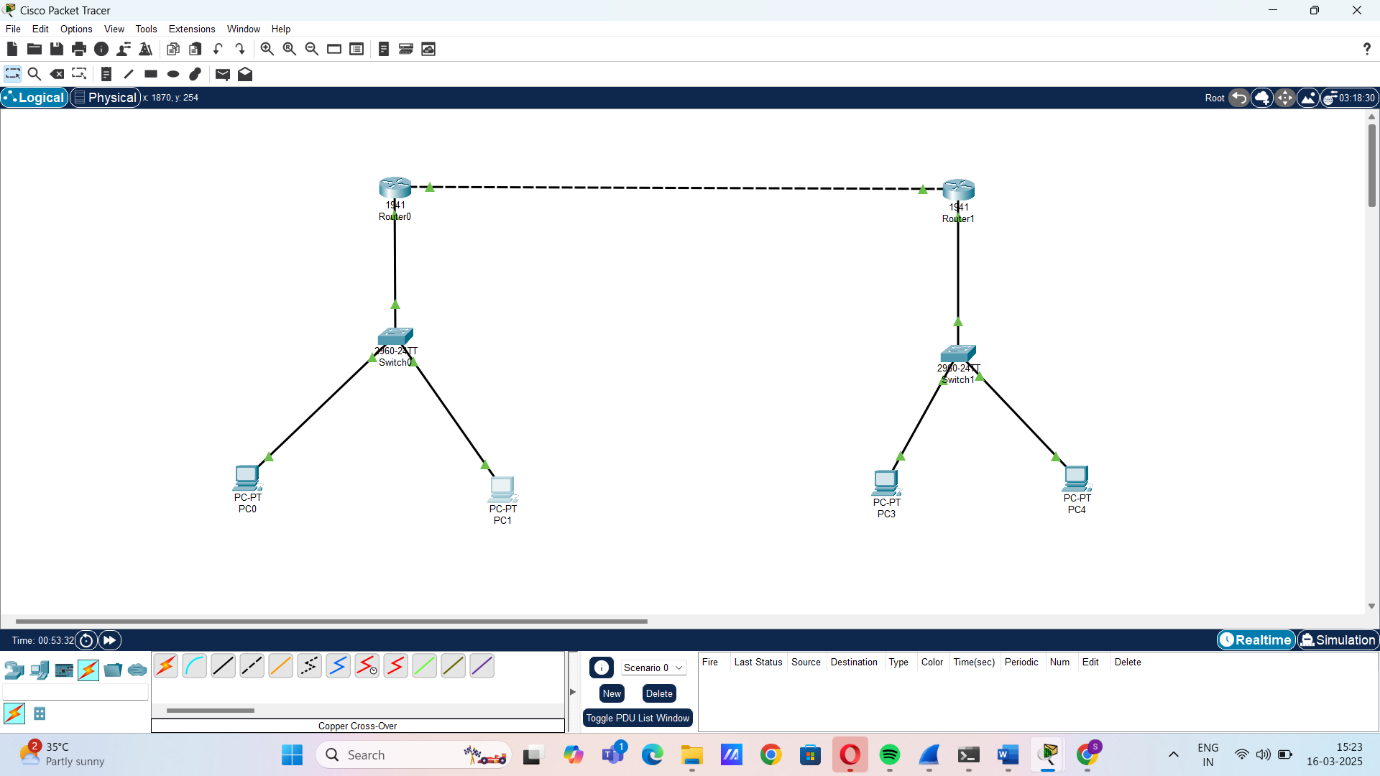 Cisco Packet Tracer
File Edit Options View Tools Extensions Window Help
?
Logical Physical x: 1870, y: 254 Root 03:18:30
1941
Router0
1941
Router1
2960-24TT
Switch0
2960-24TT
Switch1
PC-PT
PC0
PC-PT
PC1
PC-PT
PC3
PC-PT
PC4
Time: 00:53:32 Realtime Simulation
Scenario 0
New Delete
Toggle PDU List Window
Fire Last Status Source Destination Type Color Time(sec) Periodic Num Edit Delete
Copper Cross-Over
2
35°C
Partly sunny
Search
1
S
ENG
IN
15:23
16-03-2025